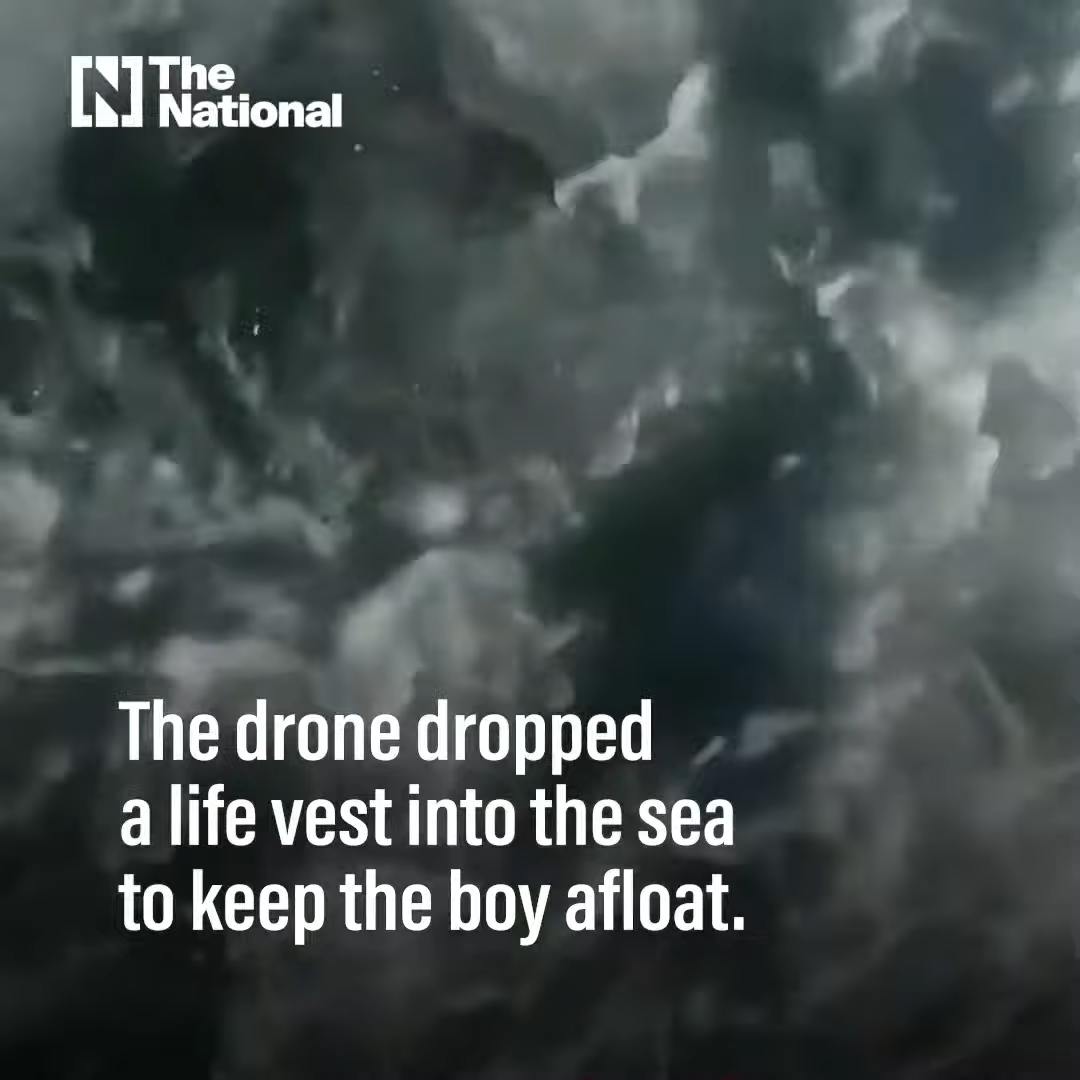 The
National
The drone dropped
a life vest into the sea
to keep the boy afloat.